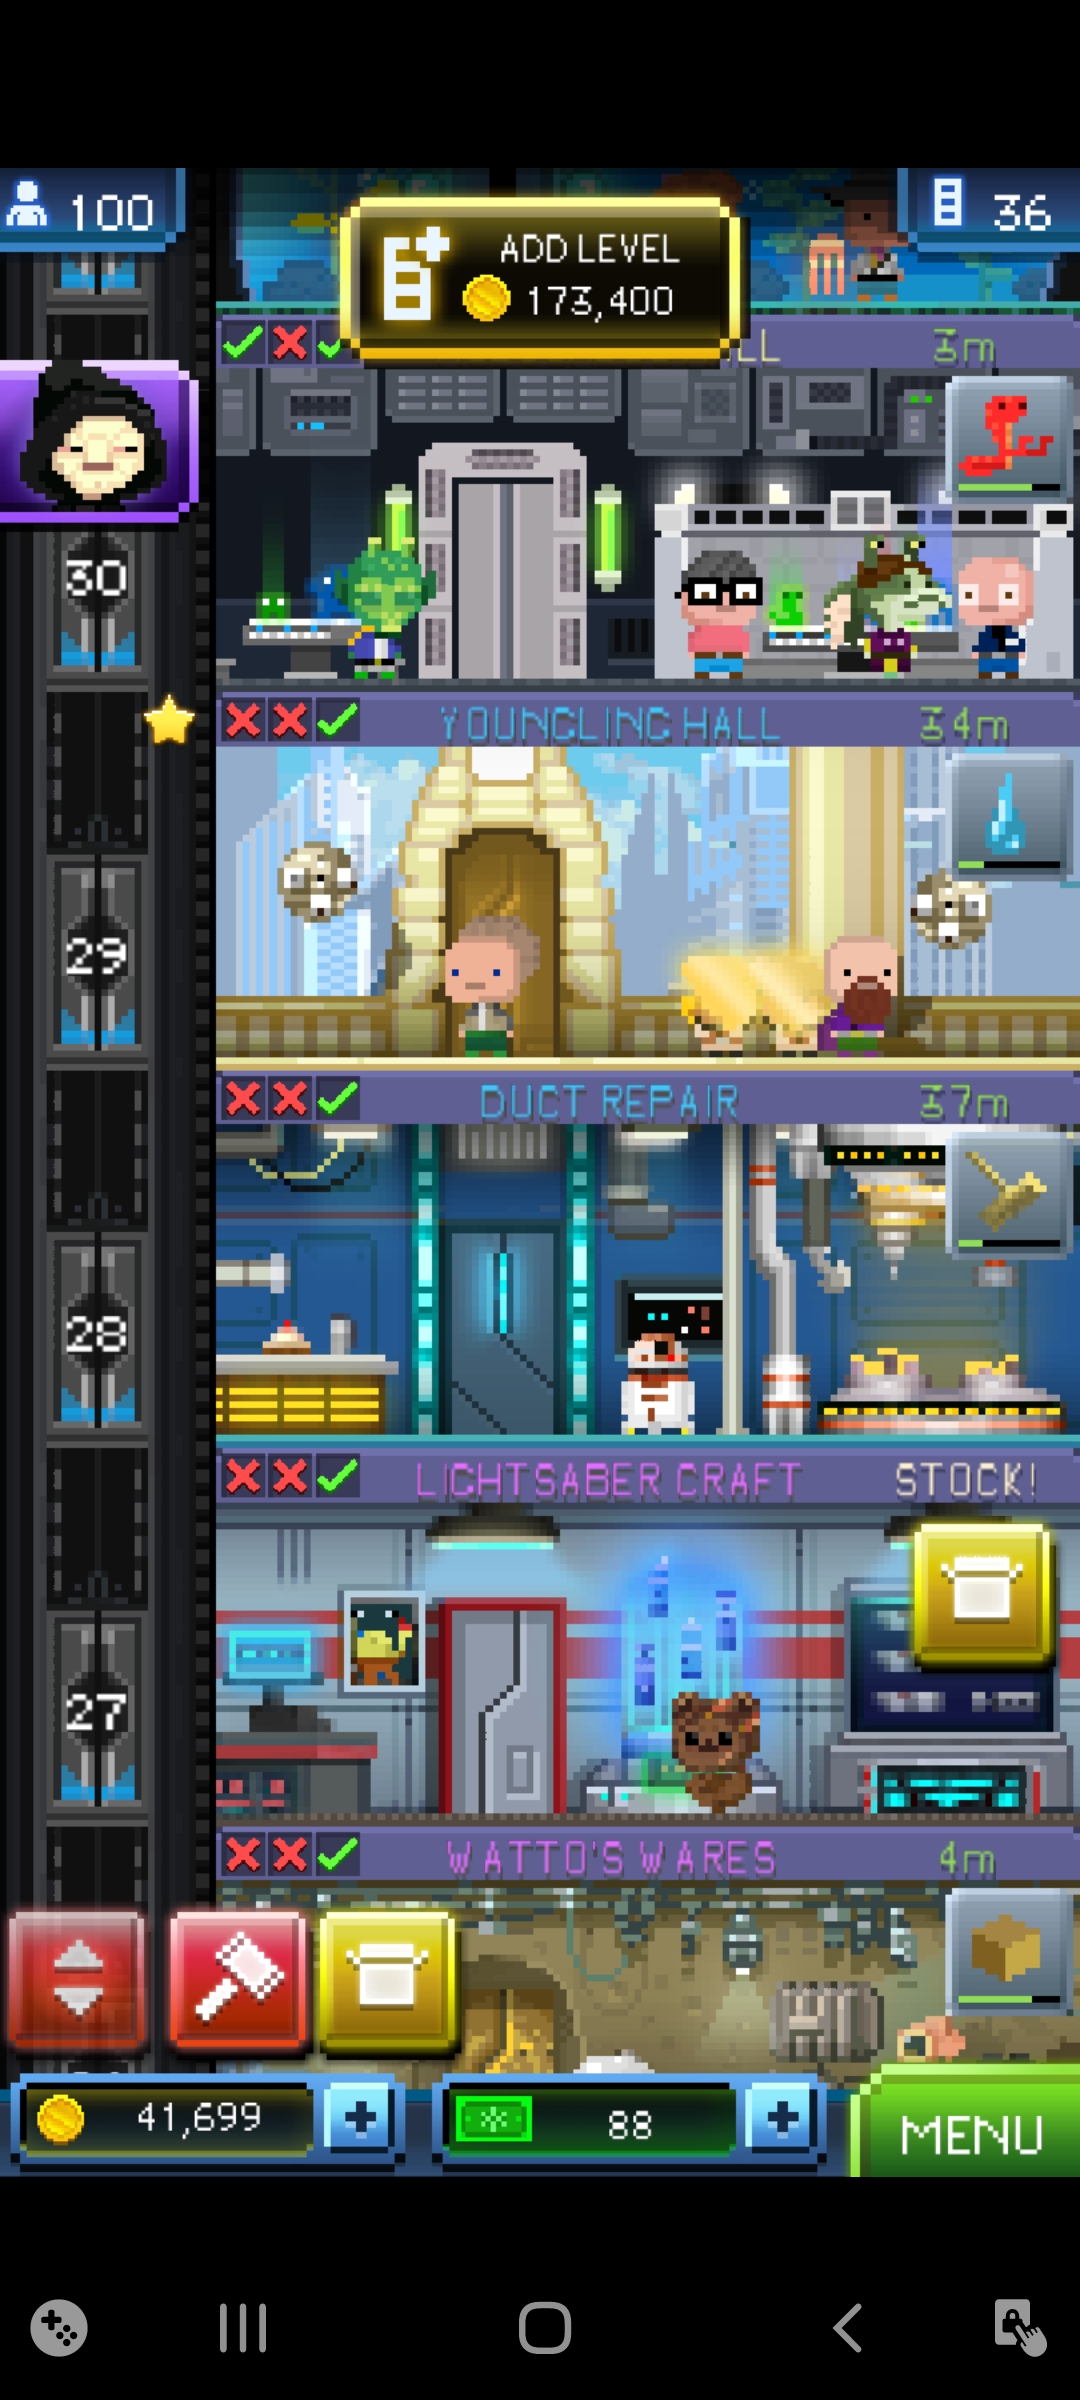 100
ADD LEVEL
173,400
36
3m
30
YOUNGLING HALL
34m
29
DUCT REPAIR
37m
28
LIGHTSABER CRAFT
STOCK!
27
WATTO'S WARES
4m
41,699
88
MENU